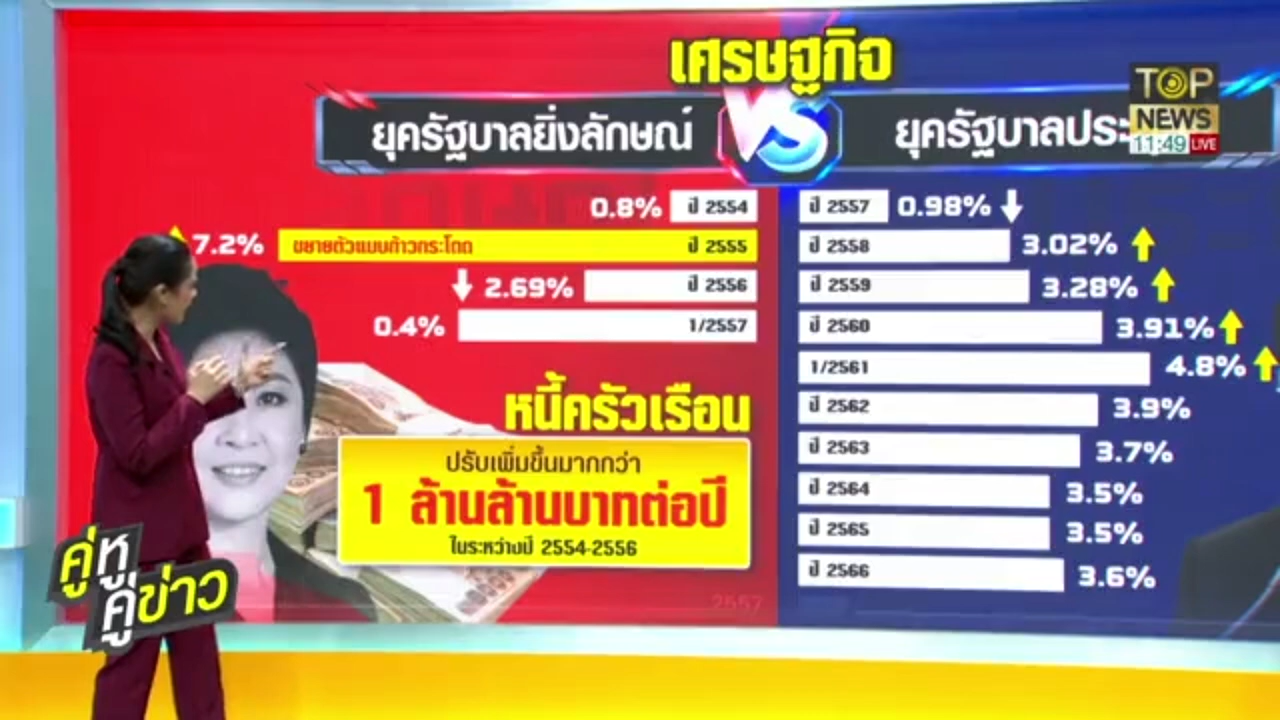 เศรษฐกิจ
ยุครัฐบาลยิ่งลักษณ์
VS
ยุครัฐบาลประ
TOP
NEWS
11:49 LIVE
0.8% ปี 2554
7.2% ขยายตัวแบบก้าวกระโดด ปี 2555
2.69% ปี 2556
0.4% 1/2557
หนี้ครัวเรือน
ปรับเพิ่มขึ้นมากกว่า
1 ล้านล้านบาทต่อปี
ในระหว่างปี 2554-2556
2557
ปี 2557 0.98%
ปี 2558 3.02%
ปี 2559 3.28%
ปี 2560 3.91%
1/2561 4.8%
ปี 2562 3.9%
ปี 2563 3.7%
ปี 2564 3.5%
ปี 2565 3.5%
ปี 2566 3.6%
คู่หู
คู่ข่าว